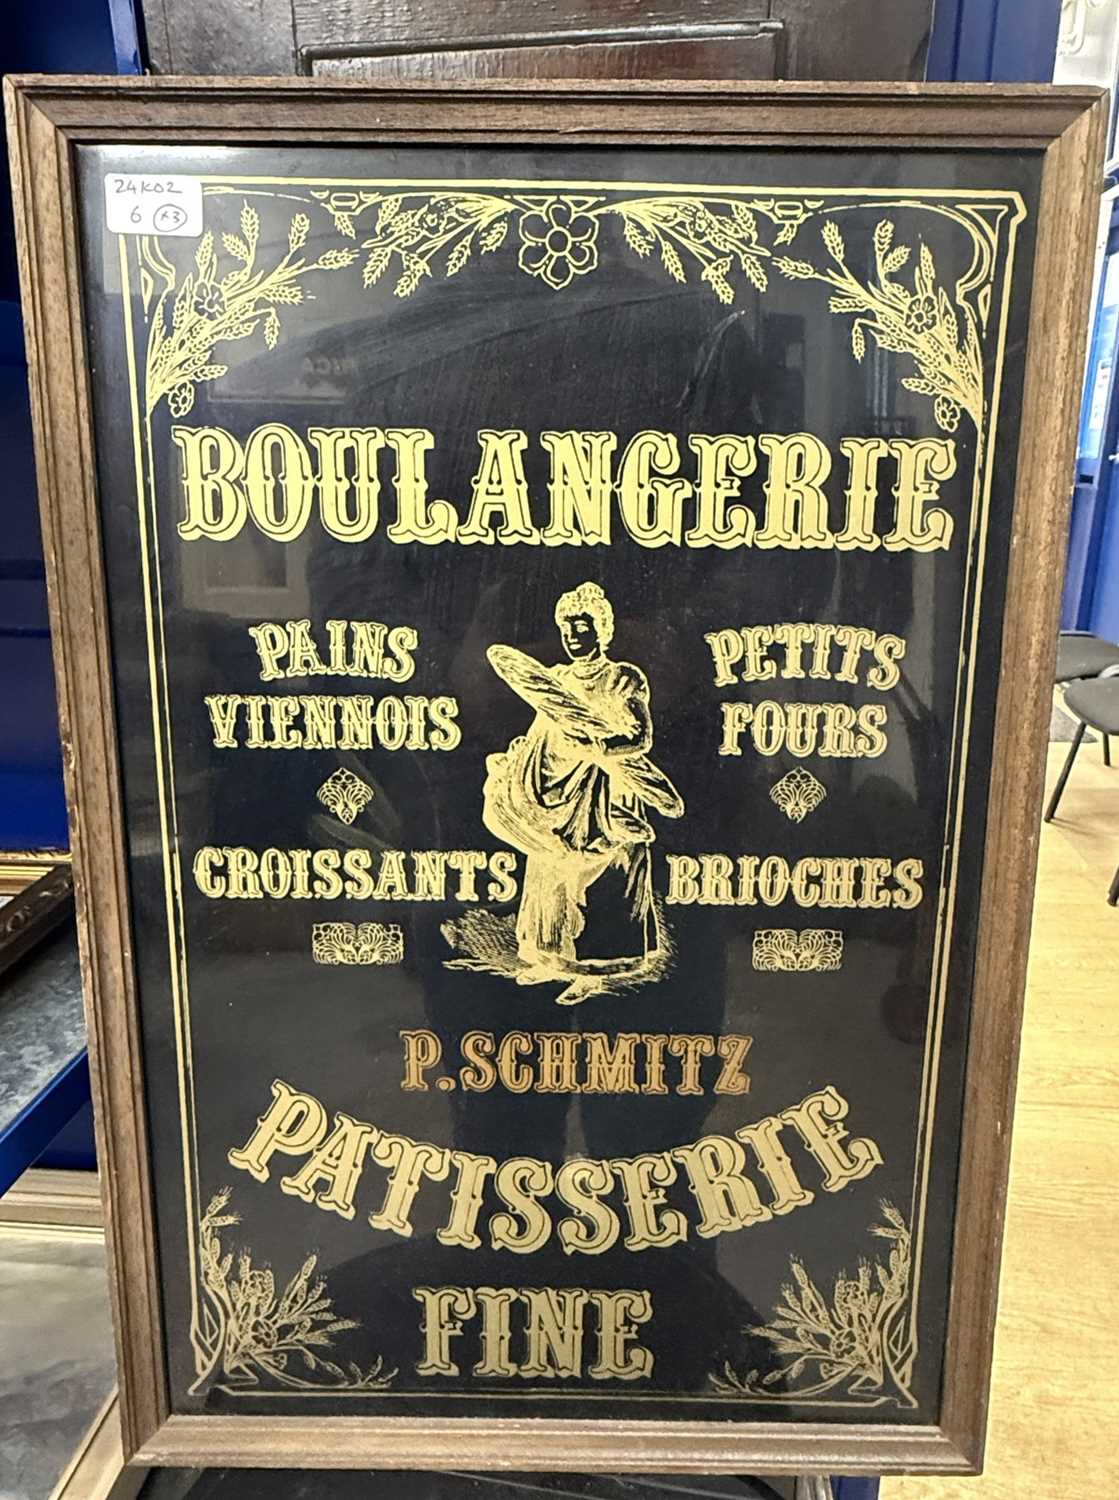 24K02
6 x3
BOULANGERIE
PAINS
VIENNOIS
PETITS
FOURS
CROISSANTS
BRIOCHES
P. SCHMITZ
PATISSERIE
FINE